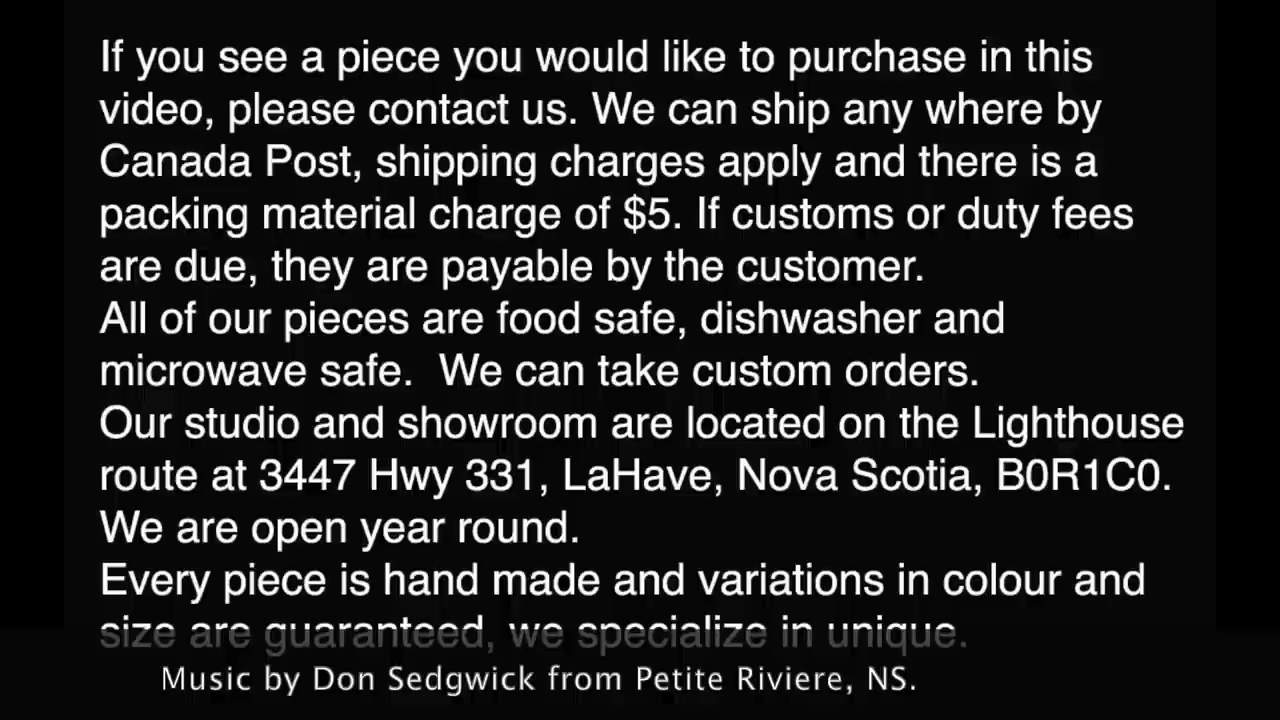 If you see a piece you would like to purchase in this
video, please contact us. We can ship any where by
Canada Post, shipping charges apply and there is a
packing material charge of $5. If customs or duty fees
are due, they are payable by the customer.
All of our pieces are food safe, dishwasher and
microwave safe.  We can take custom orders.
Our studio and showroom are located on the Lighthouse
route at 3447 Hwy 331, LaHave, Nova Scotia, B0R1C0.
We are open year round.
Every piece is hand made and variations in colour and
size are guaranteed, we specialize in unique.
Music by Don Sedgwick from Petite Riviere, NS.